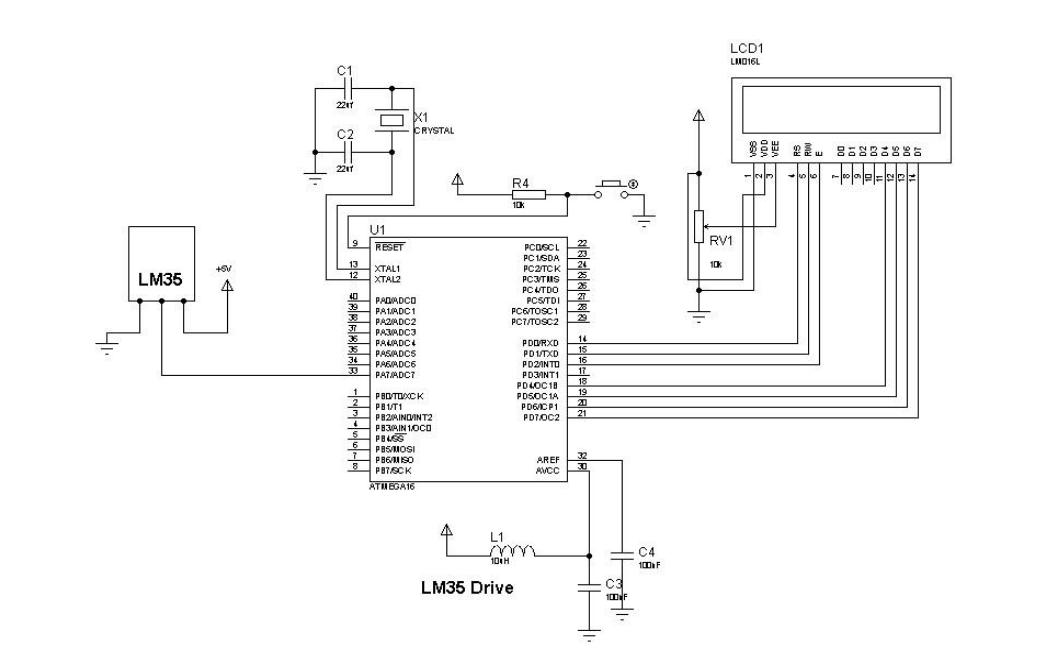 LCD1
LM016L
VSS
VDD
VEE
RS
RW
E
D0
D1
D2
D3
D4
D5
D6
D7
1
2
3
4
5
6
7
8
9
10
11
12
13
14
C1
22nF
X1
CRYSTAL
C2
22nF
R4
10k
RV1
10k
LM35
+5V
U1
9 RESET PC0/SCL 22
PC1/SDA 23
13 XTAL1 PC2/TCK 24
12 XTAL2 PC3/TMS 25
PC4/TDO 26
40 PA0/ADC0 PC5/TDI 27
39 PA1/ADC1 PC6/TOSC1 28
38 PA2/ADC2 PC7/TOSC2 29
37 PA3/ADC3
36 PA4/ADC4 PD0/RXD 14
35 PA5/ADC5 PD1/TXD 15
34 PA6/ADC6 PD2/INT0 16
33 PA7/ADC7 PD3/INT1 17
PD4/OC1B 18
1 PB0/T0/XCK PD5/OC1A 19
2 PB1/T1 PD6/ICP1 20
3 PB2/AIN0/INT2 PD7/OC2 21
4 PB3/AIN1/OC0
5 PB4/SS
6 PB5/MOSI
7 PB6/MISO AREF 32
8 PB7/SCK AVCC 30
ATMEGA16
L1
10uH
C4
100nF
C3
100nF
LM35 Drive